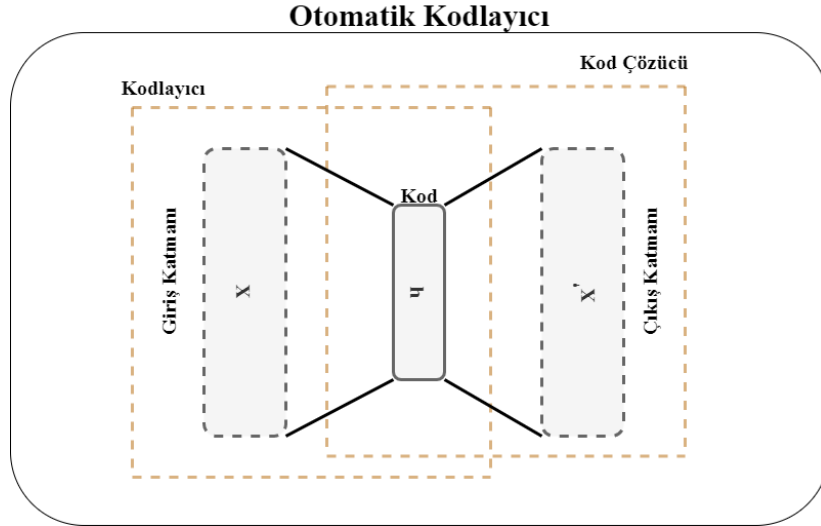 Otomatik Kodlayıcı
Kod Çözücü
Kodlayıcı
Kod
Giriş Katmanı
X
h
X'
Çıkış Katmanı